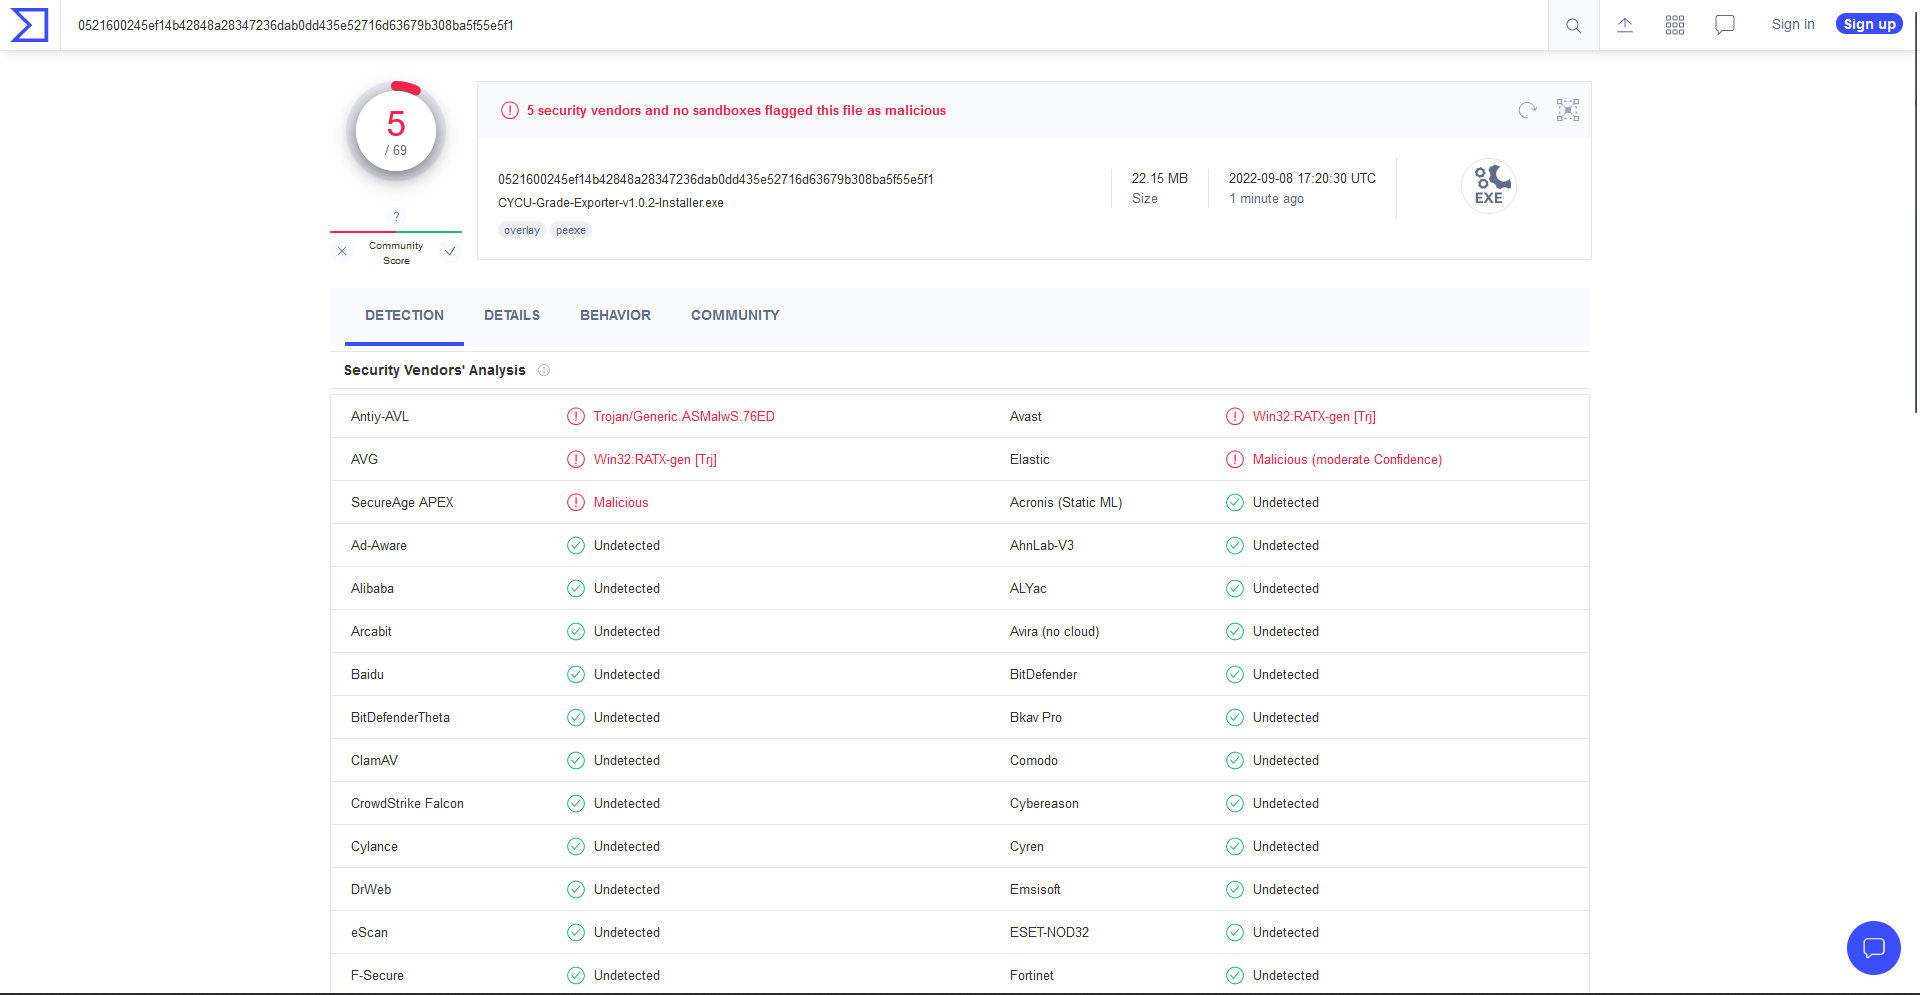 0521600245ef14b42848a28347236dab0dd435e52716d63679b308ba5f55e5f1
Sign in
Sign up
5
/ 69
?
Community
Score
5 security vendors and no sandboxes flagged this file as malicious
0521600245ef14b42848a28347236dab0dd435e52716d63679b308ba5f55e5f1
CYCU-Grade-Exporter-v1.0.2-Installer.exe
overlay peexe
22.15 MB
Size
2022-09-08 17:20:30 UTC
1 minute ago
EXE
DETECTION DETAILS BEHAVIOR COMMUNITY
Security Vendors' Analysis
Antiy-AVL Trojan/Generic.ASMalwS.76ED Avast Win32:RATX-gen [Trj]
AVG Win32:RATX-gen [Trj] Elastic Malicious (moderate Confidence)
SecureAge APEX Malicious Acronis (Static ML) Undetected
Ad-Aware Undetected AhnLab-V3 Undetected
Alibaba Undetected ALYac Undetected
Arcabit Undetected Avira (no cloud) Undetected
Baidu Undetected BitDefender Undetected
BitDefenderTheta Undetected Bkav Pro Undetected
ClamAV Undetected Comodo Undetected
CrowdStrike Falcon Undetected Cybereason Undetected
Cylance Undetected Cyren Undetected
DrWeb Undetected Emsisoft Undetected
eScan Undetected ESET-NOD32 Undetected
F-Secure Undetected Fortinet Undetected